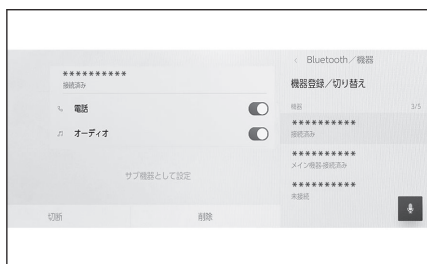 **********
接続済み
電話
オーディオ
サブ機器として設定
切断
削除
< Bluetooth／機器
機器登録／切り替え
機器 3/5
**********
接続済み
**********
メイン機器-接続済み
**********
未接続